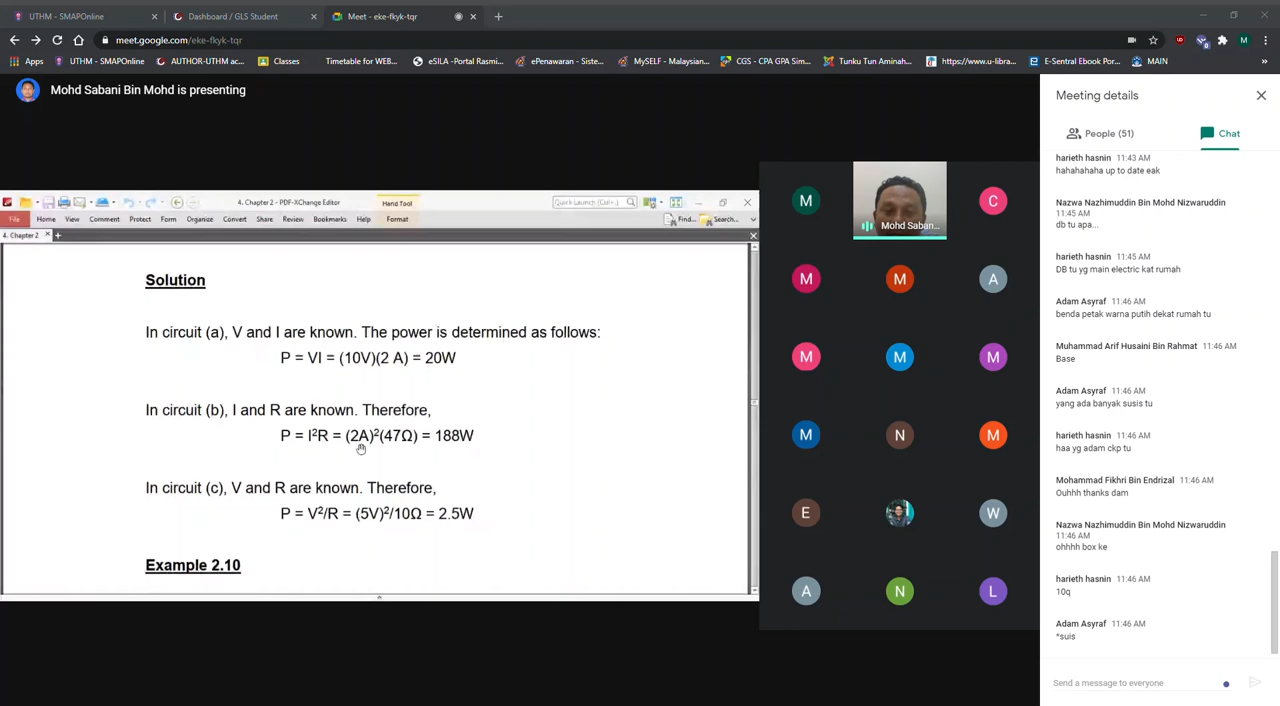 UTHM - SMAPOnline
Dashboard / GLS Student
Meet - eke-fkyk-tqr
meet.google.com/eke-fkyk-tqr
M
Apps
UTHM - SMAPOnline
AUTHOR-UTHM ac...
Classes
Timetable for WEB...
eSILA -Portal Rasmi...
ePenawaran - Siste...
MySELF - Malaysian...
CGS - CPA GPA Sim...
Tunku Tun Aminah...
https://www.u-libra...
E-Sentral Ebook Por...
MAIN
Mohd Sabani Bin Mohd is presenting
4. Chapter 2 - PDF-XChange Editor
Hand Tool
Quick Launch (Ctrl+.)
File Home View Comment Protect Form Organize Convert Share Review Bookmarks Help Format
Find...
Search...
4. Chapter 2
Solution
In circuit (a), V and I are known. The power is determined as follows:
P = VI = (10V)(2 A) = 20W
In circuit (b), I and R are known. Therefore,
P = I²R = (2A)²(47Ω) = 188W
In circuit (c), V and R are known. Therefore,
P = V²/R = (5V)²/10Ω = 2.5W
Example 2.10
M
Mohd Saban...
C
M
M
A
M
M
M
M
N
M
E
W
A
N
L
Meeting details
People (51)
Chat
harieth hasnin 11:43 AM
hahahahaha up to date eak
Nazwa Nazhimuddin Bin Mohd Nizwaruddin
11:45 AM
db tu apa...
harieth hasnin 11:45 AM
DB tu yg main electric kat rumah
Adam Asyraf 11:46 AM
benda petak warna putih dekat rumah tu
Muhammad Arif Husaini Bin Rahmat 11:46 AM
Base
Adam Asyraf 11:46 AM
yang ada banyak susis tu
harieth hasnin 11:46 AM
haa yg adam ckp tu
Mohammad Fikhri Bin Endrizal 11:46 AM
Ouhhh thanks dam
Nazwa Nazhimuddin Bin Mohd Nizwaruddin
11:46 AM
ohhhh box ke
harieth hasnin 11:46 AM
10q
Adam Asyraf 11:46 AM
*suis
Send a message to everyone